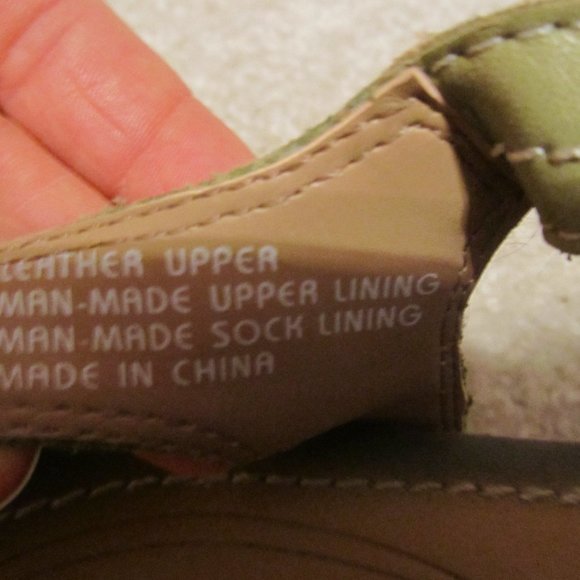 LEATHER UPPER
MAN-MADE UPPER LINING
MAN-MADE SOCK LINING
MADE IN CHINA